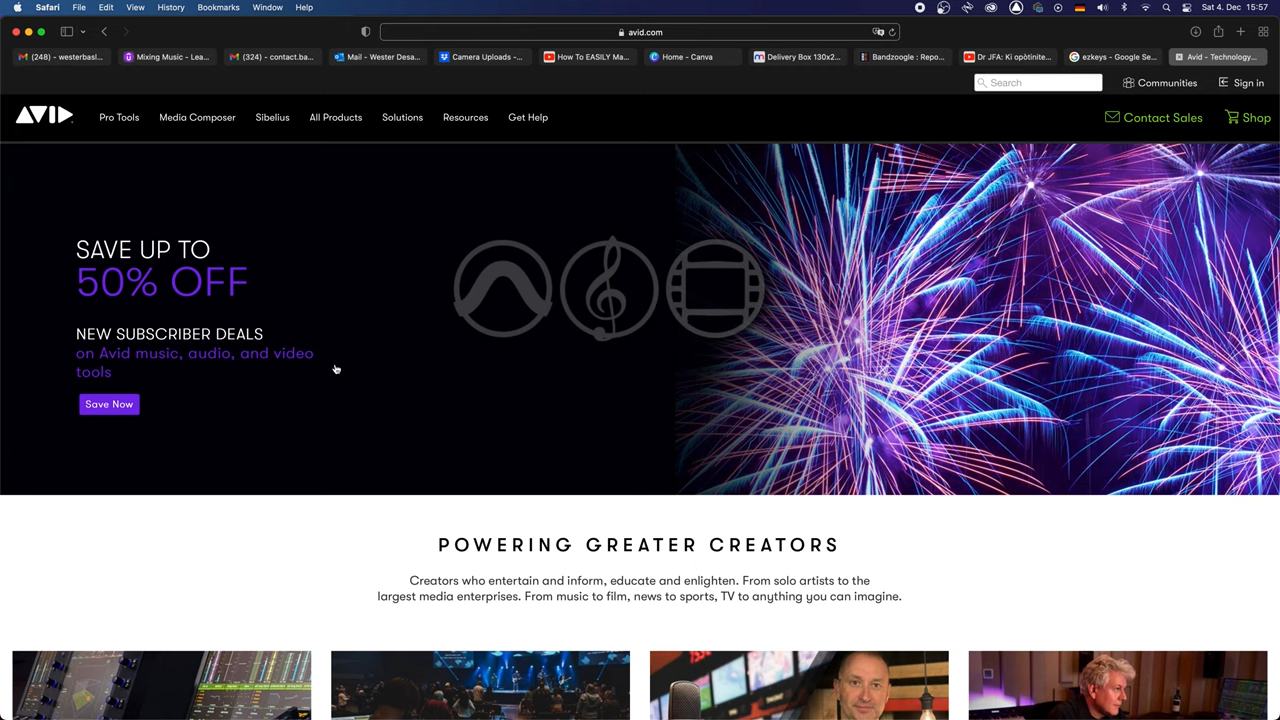 Safari File Edit View History Bookmarks Window Help Sat 4. Dec 15:57
avid.com
(248) - westerbasl...
Mixing Music - Lea...
(324) - contact.ba...
Mail - Wester Desa...
Camera Uploads -...
How To EASILY Ma...
Home - Canva
Delivery Box 130x2...
Bandzoogle : Repo...
Dr JFA: Ki opòtinite...
ezkeys - Google Se...
Avid - Technology...
Search
Communities
Sign in
AVID
Pro Tools
Media Composer
Sibelius
All Products
Solutions
Resources
Get Help
Contact Sales
Shop
SAVE UP TO
50% OFF
NEW SUBSCRIBER DEALS
on Avid music, audio, and video
tools
Save Now
POWERING GREATER CREATORS
Creators who entertain and inform, educate and enlighten. From solo artists to the
largest media enterprises. From music to film, news to sports, TV to anything you can imagine.